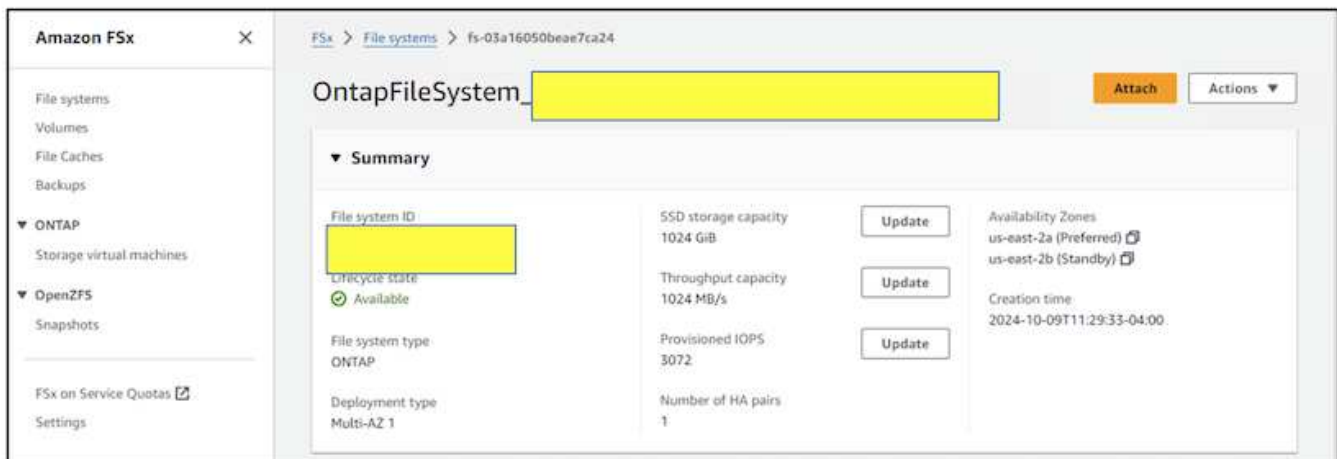 Amazon FSx
File systems
Volumes
File Caches
Backups
ONTAP
Storage virtual machines
OpenZFS
Snapshots
FSx on Service Quotas
Settings
FSx > File systems > fs-03a16050beae7ca24
OntapFileSystem_
Attach
Actions
Summary
File system ID
Lifecycle state
Available
File system type
ONTAP
Deployment type
Multi-AZ 1
SSD storage capacity
1024 GiB
Update
Throughput capacity
1024 MB/s
Update
Provisioned IOPS
3072
Update
Number of HA pairs
1
Availability Zones
us-east-2a (Preferred)
us-east-2b (Standby)
Creation time
2024-10-09T11:29:33-04:00